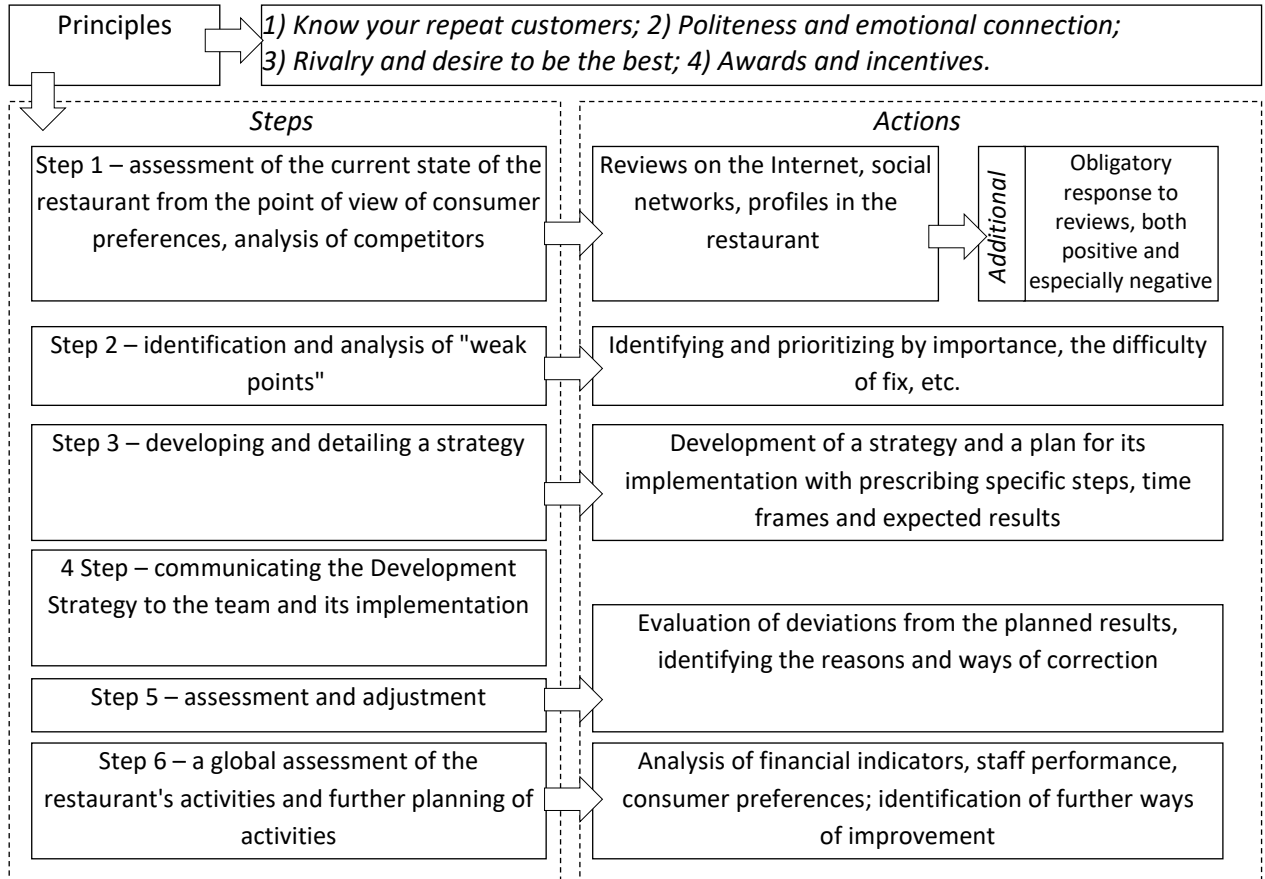 Principles
1) Know your repeat customers; 2) Politeness and emotional connection;
3) Rivalry and desire to be the best; 4) Awards and incentives.
Steps
Actions
Step 1 – assessment of the current state of the
restaurant from the point of view of consumer
preferences, analysis of competitors
Reviews on the Internet, social
networks, profiles in the
restaurant
Additional
Obligatory
response to
reviews, both
positive and
especially negative
Step 2 – identification and analysis of "weak
points"
Identifying and prioritizing by importance, the difficulty
of fix, etc.
Step 3 – developing and detailing a strategy
Development of a strategy and a plan for its
implementation with prescribing specific steps, time
frames and expected results
4 Step – communicating the Development
Strategy to the team and its implementation
Evaluation of deviations from the planned results,
identifying the reasons and ways of correction
Step 5 – assessment and adjustment
Step 6 – a global assessment of the
restaurant's activities and further planning of
activities
Analysis of financial indicators, staff performance,
consumer preferences; identification of further ways
of improvement